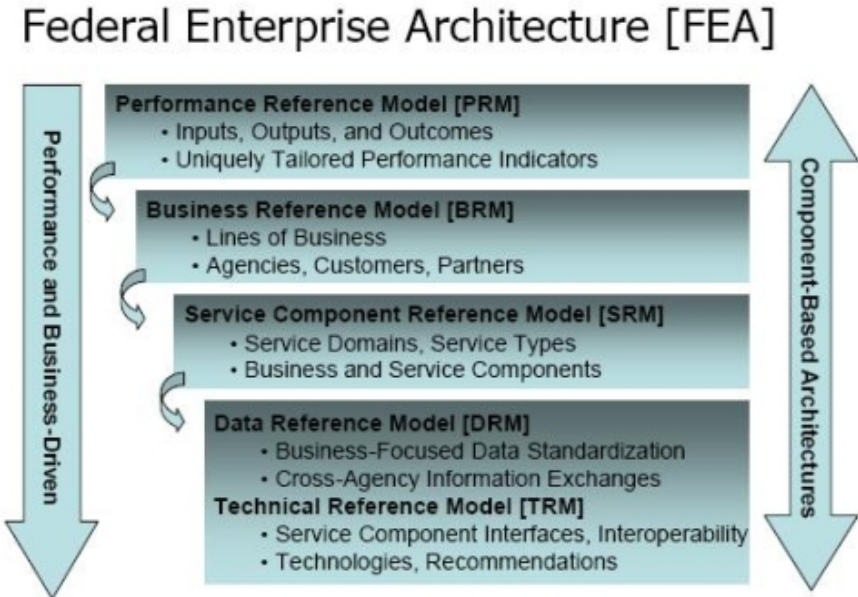 Federal Enterprise Architecture [FEA]
Performance and Business-Driven
Performance Reference Model [PRM]
• Inputs, Outputs, and Outcomes
• Uniquely Tailored Performance Indicators
Business Reference Model [BRM]
• Lines of Business
• Agencies, Customers, Partners
Service Component Reference Model [SRM]
• Service Domains, Service Types
• Business and Service Components
Data Reference Model [DRM]
• Business-Focused Data Standardization
• Cross-Agency Information Exchanges
Technical Reference Model [TRM]
• Service Component Interfaces, Interoperability
• Technologies, Recommendations
Component-Based Architectures